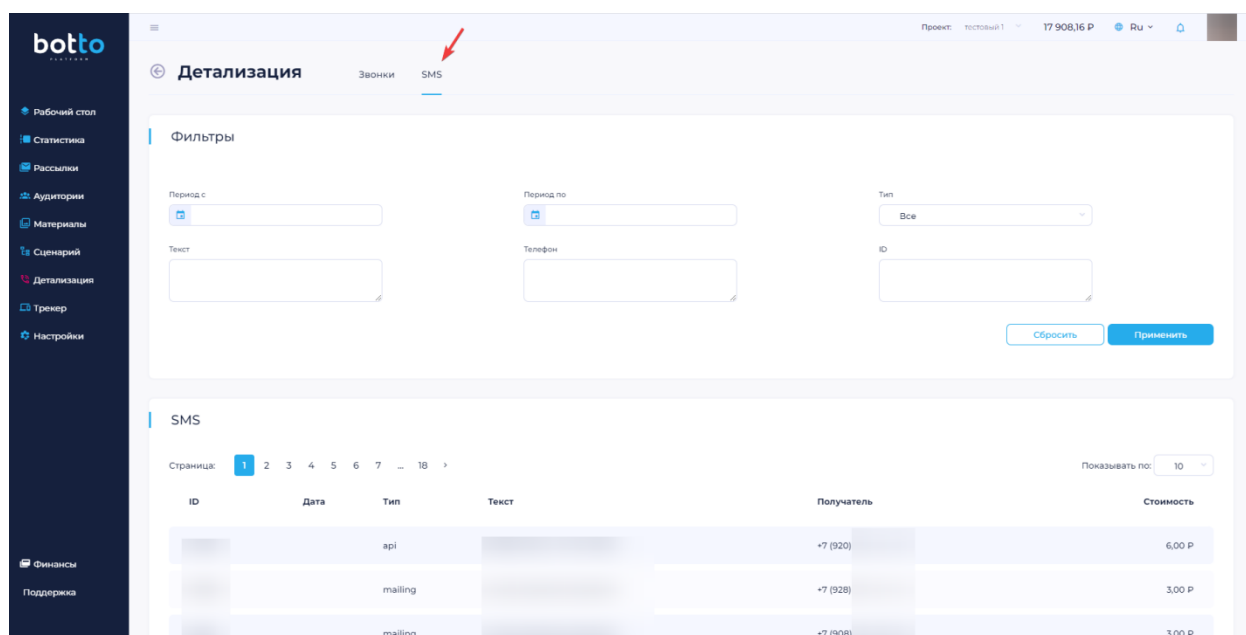 botto
PLATFORM
Проект: тестовый 1 17 908,16 ₽ Ru
Детализация Звонки SMS
Рабочий стол
Статистика
Рассылки
Аудитории
Материалы
Сценарий
Детализация
Трекер
Настройки
Финансы
Поддержка
Фильтры
Период с Период по Тип
Все
Текст Телефон ID
Сбросить Применить
SMS
Страница: 1 2 3 4 5 6 7 ... 18 › Показывать по: 10
ID Дата Тип Текст Получатель Стоимость
api +7 (920) 6,00 ₽
mailing +7 (928) 3,00 ₽
mailing +7 (908) 3,00 ₽